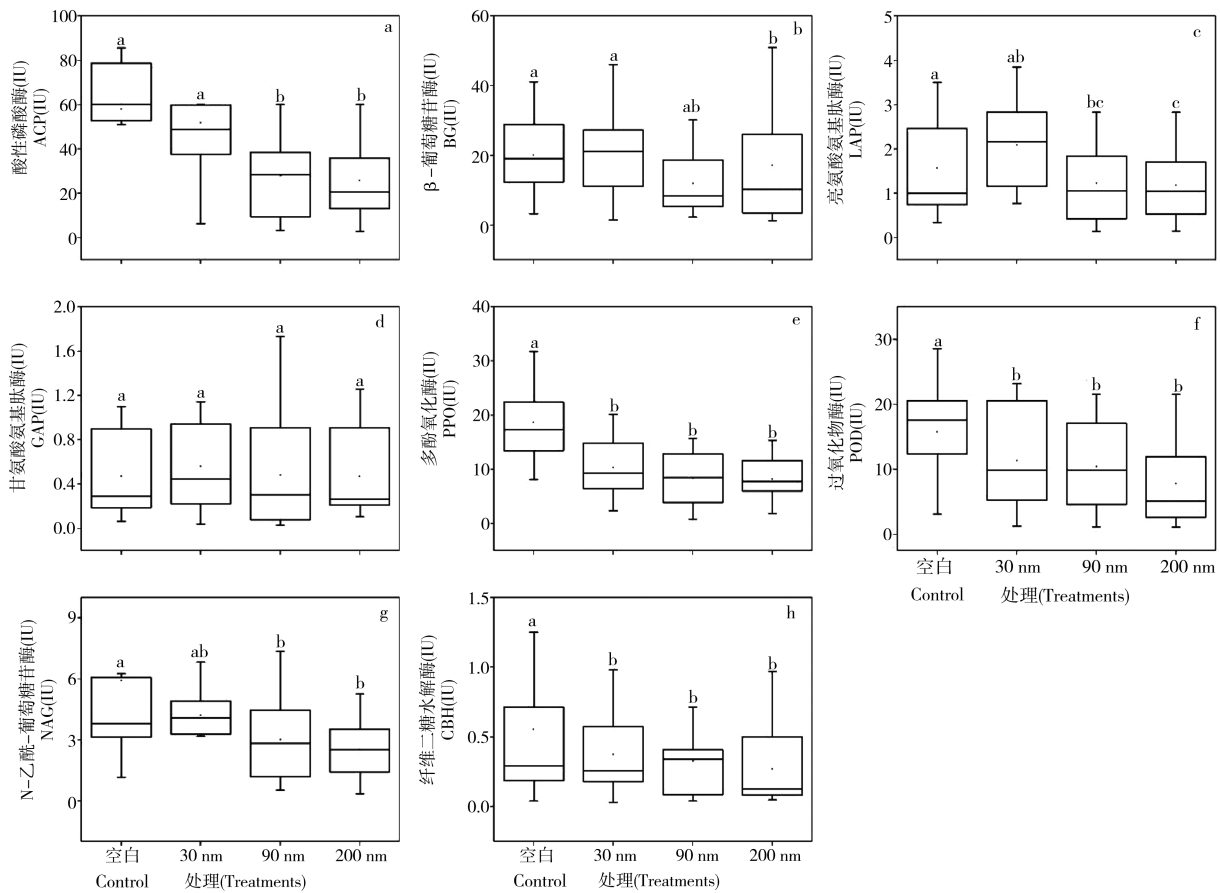 a
酸性磷酸酶(IU)
ACP(IU)
100
80
60
40
20
0
a
a
b
b
b
β-葡萄糖苷酶(IU)
BG(IU)
60
40
20
0
a
a
ab
b
c
亮氨酸氨基肽酶(IU)
LAP(IU)
5
4
3
2
1
0
a
ab
bc
c
d
甘氨酸氨基肽酶(IU)
GAP(IU)
2.0
1.6
1.2
0.8
0.4
0.0
a
a
a
a
e
多酚氧化酶(IU)
PPO(IU)
40
30
20
10
0
a
b
b
b
f
过氧化物酶(IU)
POD(IU)
30
20
10
0
a
b
b
b
空白 30 nm 90 nm 200 nm
Control 处理(Treatments)
g
N-乙酰-葡萄糖苷酶(IU)
NAG(IU)
9
6
3
0
a
ab
b
b
空白 30 nm 90 nm 200 nm
Control 处理(Treatments)
h
纤维二糖水解酶(IU)
CBH(IU)
1.5
1.0
0.5
0.0
a
b
b
b
空白 30 nm 90 nm 200 nm
Control 处理(Treatments)